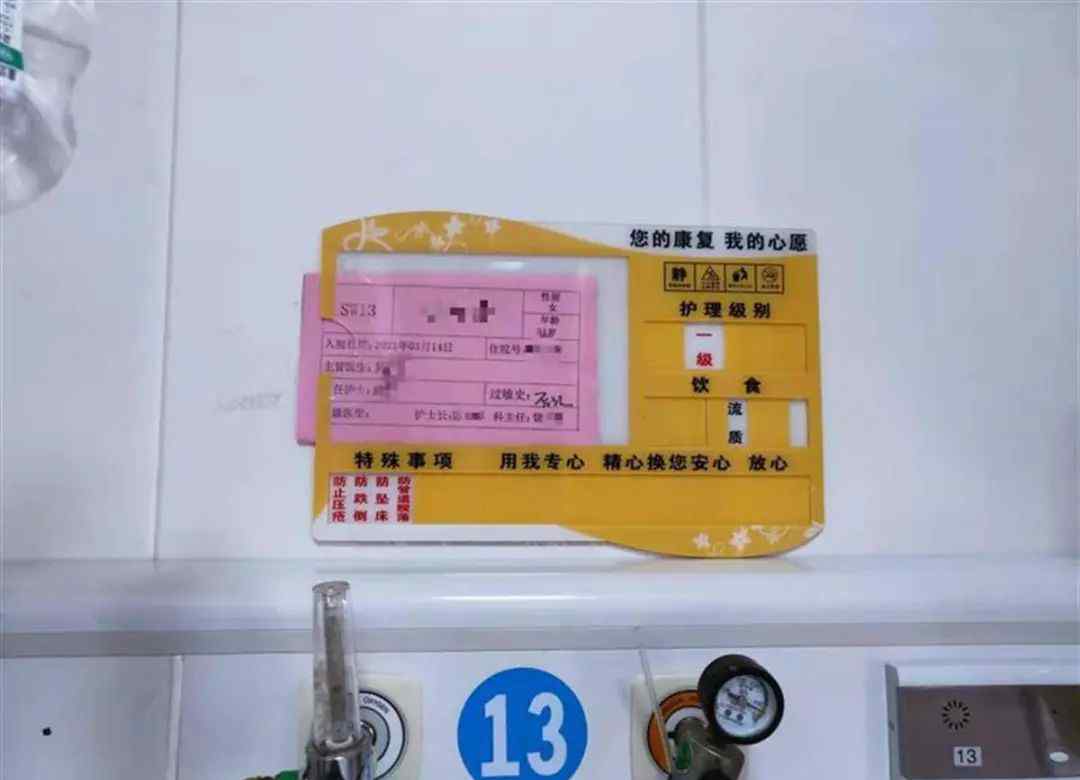 您的康复 我的心愿
静
护理级别
一级
饮食
流质
SW13
性别
女
年龄
入院日期:2021年03月14日
住院号:
主管医生:
任护士:
过敏史:
护士长:
科主任:
特殊事项 用我专心 精心换您安心 放心
防止压疮
防跌倒
防坠床
防管道脱落
OXYGEN
13
13